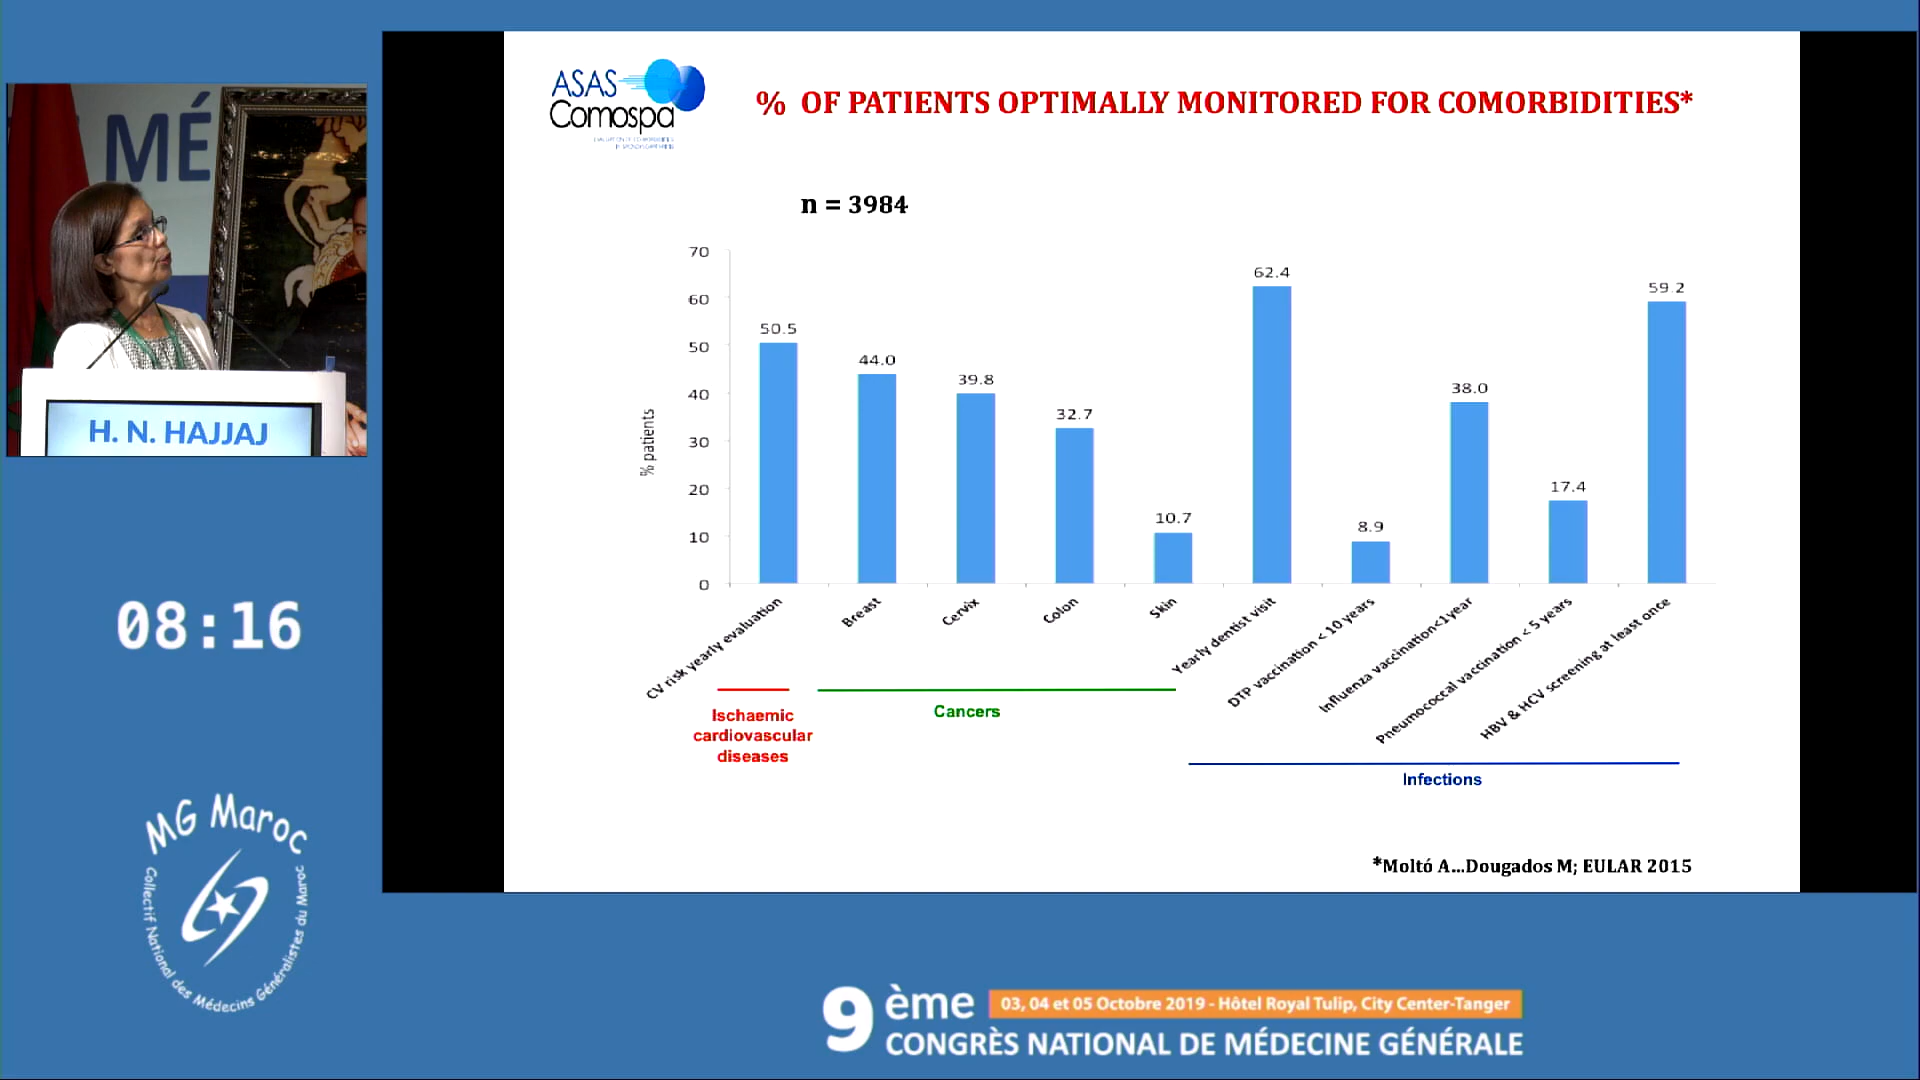 MÉ
H. N. HAJJAJ
08:16
MG Maroc
Collectif National des Médecins Généralistes du Maroc
ASAS
Comospa
% OF PATIENTS OPTIMALLY MONITORED FOR COMORBIDITIES*
n = 3984
% patients
70
60
50
40
30
20
10
0
50.5
44.0
39.8
32.7
10.7
62.4
8.9
38.0
17.4
59.2
CV risk yearly evaluation
Breast
Cervix
Colon
Skin
Yearly dentist visit
DTP vaccination < 10 years
Influenza vaccination<1year
Pneumococcal vaccination < 5 years
HBV & HCV screening at least once
Ischaemic
cardiovascular
diseases
Cancers
Infections
*Moltó A...Dougados M; EULAR 2015
9ème
03, 04 et 05 Octobre 2019 - Hôtel Royal Tulip, City Center-Tanger
CONGRÈS NATIONAL DE MÉDECINE GÉNÉRALE